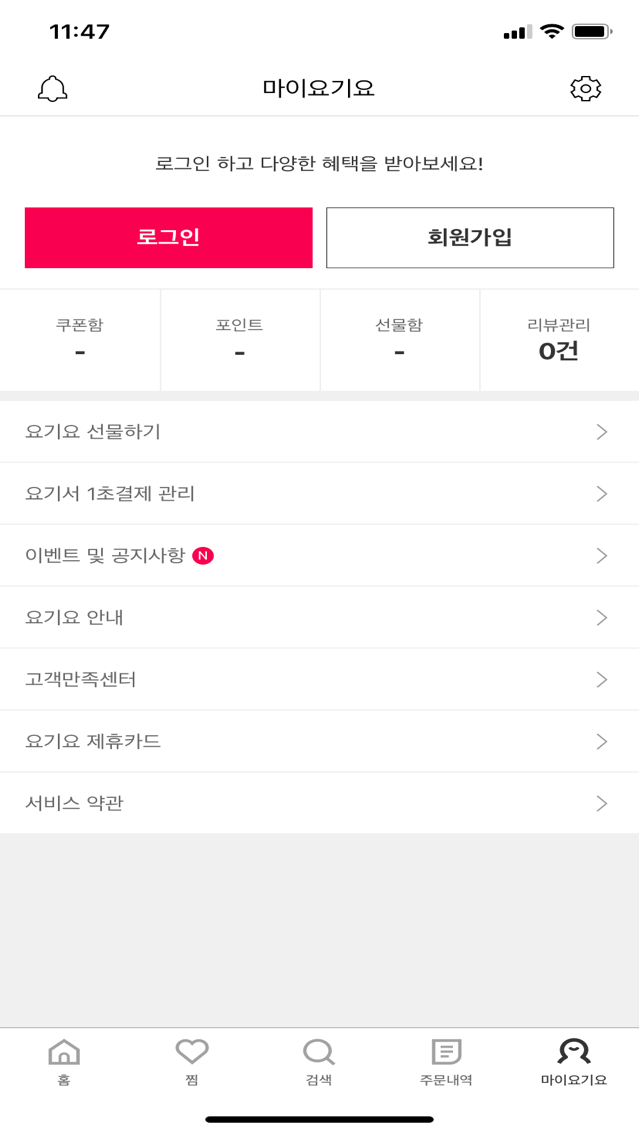 11:47
마이요기요
로그인 하고 다양한 혜택을 받아보세요!
로그인
회원가입
쿠폰함
-
포인트
-
선물함
-
리뷰관리
0건
요기요 선물하기
요기서 1초결제 관리
이벤트 및 공지사항 N
요기요 안내
고객만족센터
요기요 제휴카드
서비스 약관
홈
찜
검색
주문내역
마이요기요